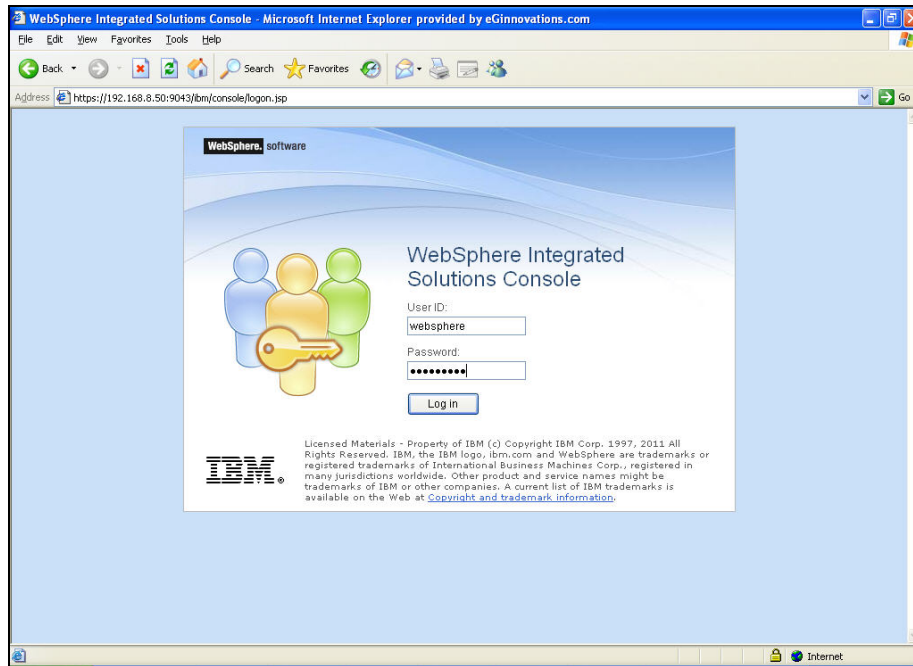 WebSphere Integrated Solutions Console - Microsoft Internet Explorer provided by eGinnovations.com
File Edit View Favorites Tools Help
Back Search Favorites
Address https://192.168.8.50:9043/ibm/console/logon.jsp Go
WebSphere. software
WebSphere Integrated
Solutions Console
User ID:
websphere
Password:
•••••••••
Log in
Licensed Materials - Property of IBM (c) Copyright IBM Corp. 1997, 2011 All
Rights Reserved. IBM, the IBM logo, ibm.com and WebSphere are trademarks or
registered trademarks of International Business Machines Corp., registered in
many jurisdictions worldwide. Other product and service names might be
trademarks of IBM or other companies. A current list of IBM trademarks is
available on the Web at Copyright and trademark information.
IBM.
Internet